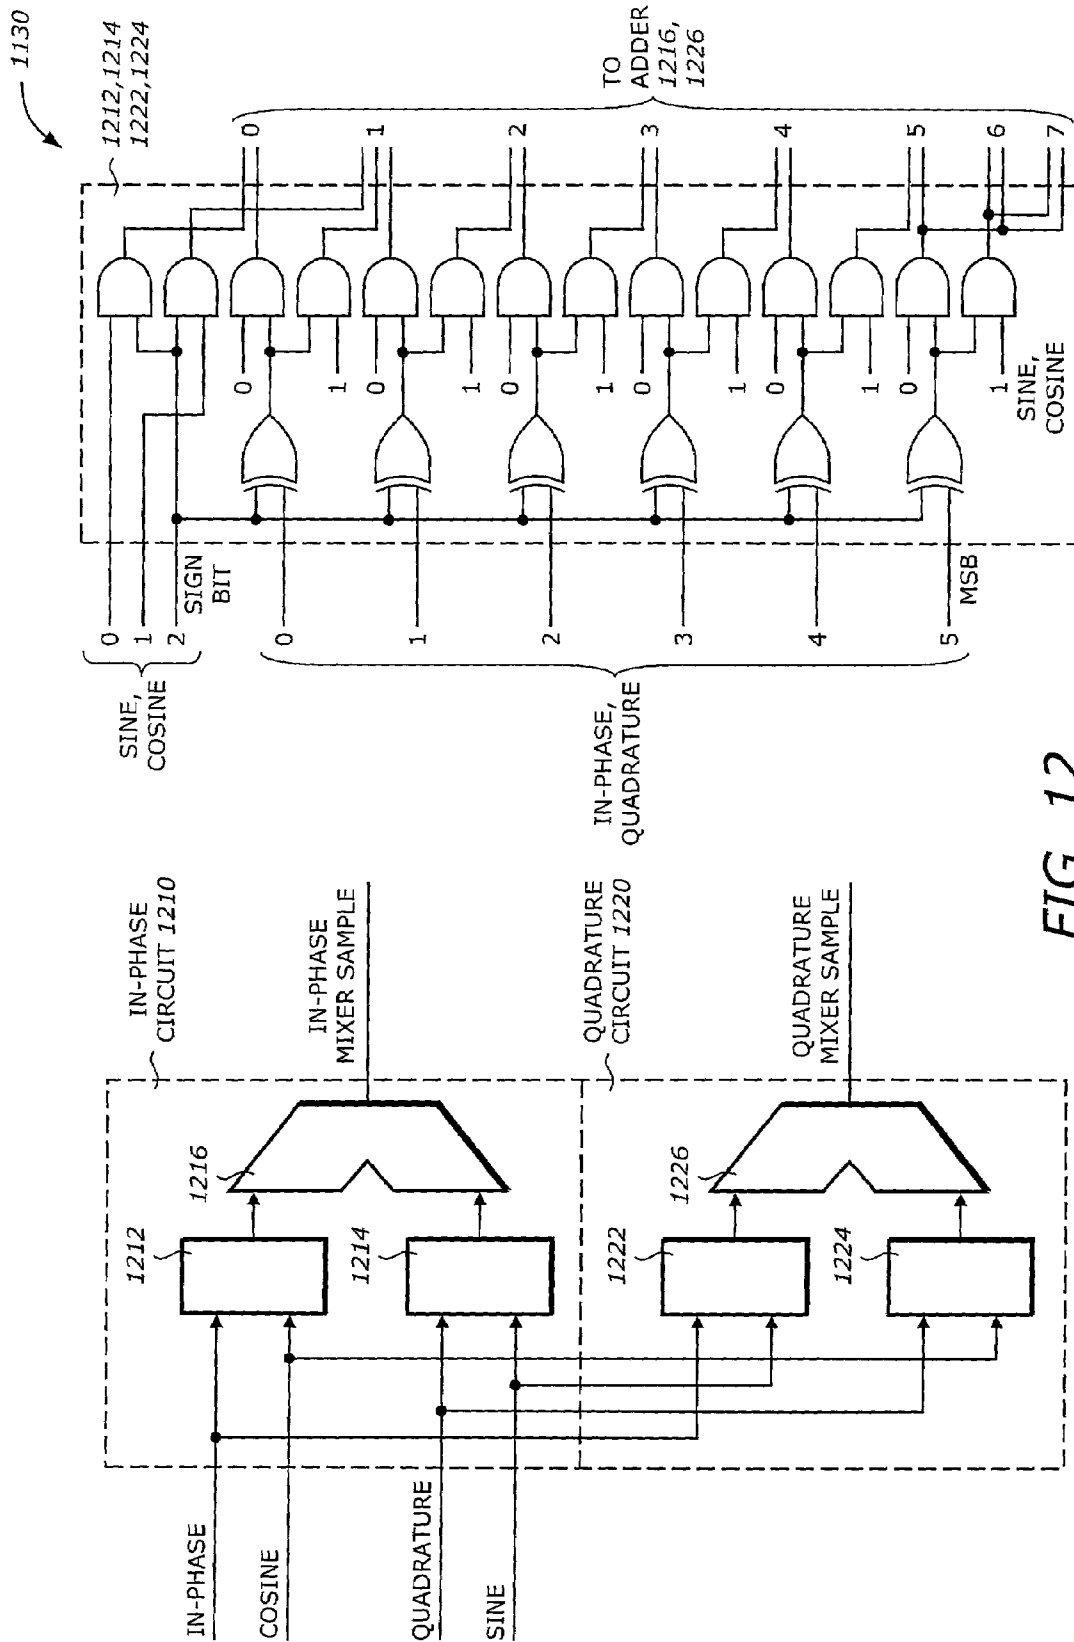 1130
1212,1214
1222,1224
SINE,
COSINE
0
1
2
SIGN
BIT
IN-PHASE,
QUADRATURE
0
1
2
3
4
5
MSB
0
1
0
1
0
1
0
1
0
1
0
1
SINE,
COSINE
0
1
2
3
4
5
6
7
TO
ADDER
1216,
1226
IN-PHASE
CIRCUIT 1210
IN-PHASE
COSINE
QUADRATURE
SINE
1212
1214
1216
IN-PHASE
MIXER SAMPLE
QUADRATURE
CIRCUIT 1220
1222
1224
1226
QUADRATURE
MIXER SAMPLE
FIG. 12